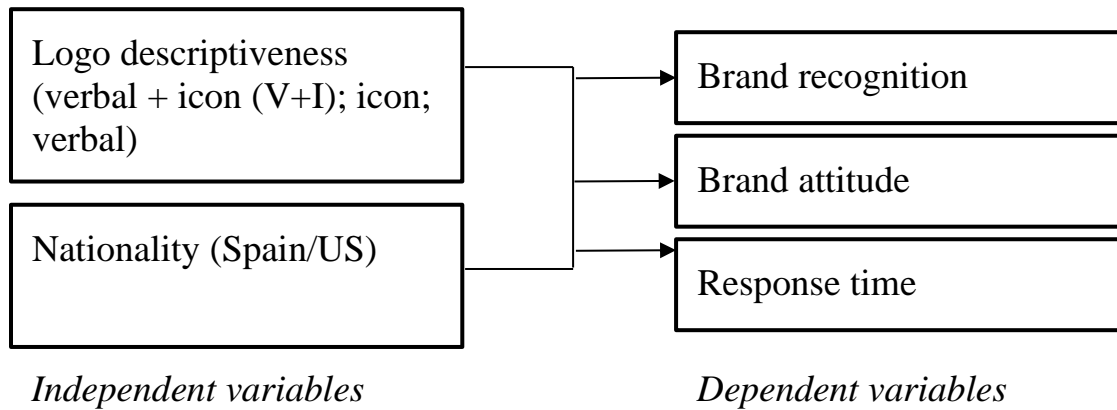 Logo descriptiveness
(verbal + icon (V+I); icon;
verbal)
Nationality (Spain/US)
Independent variables
Brand recognition
Brand attitude
Response time
Dependent variables